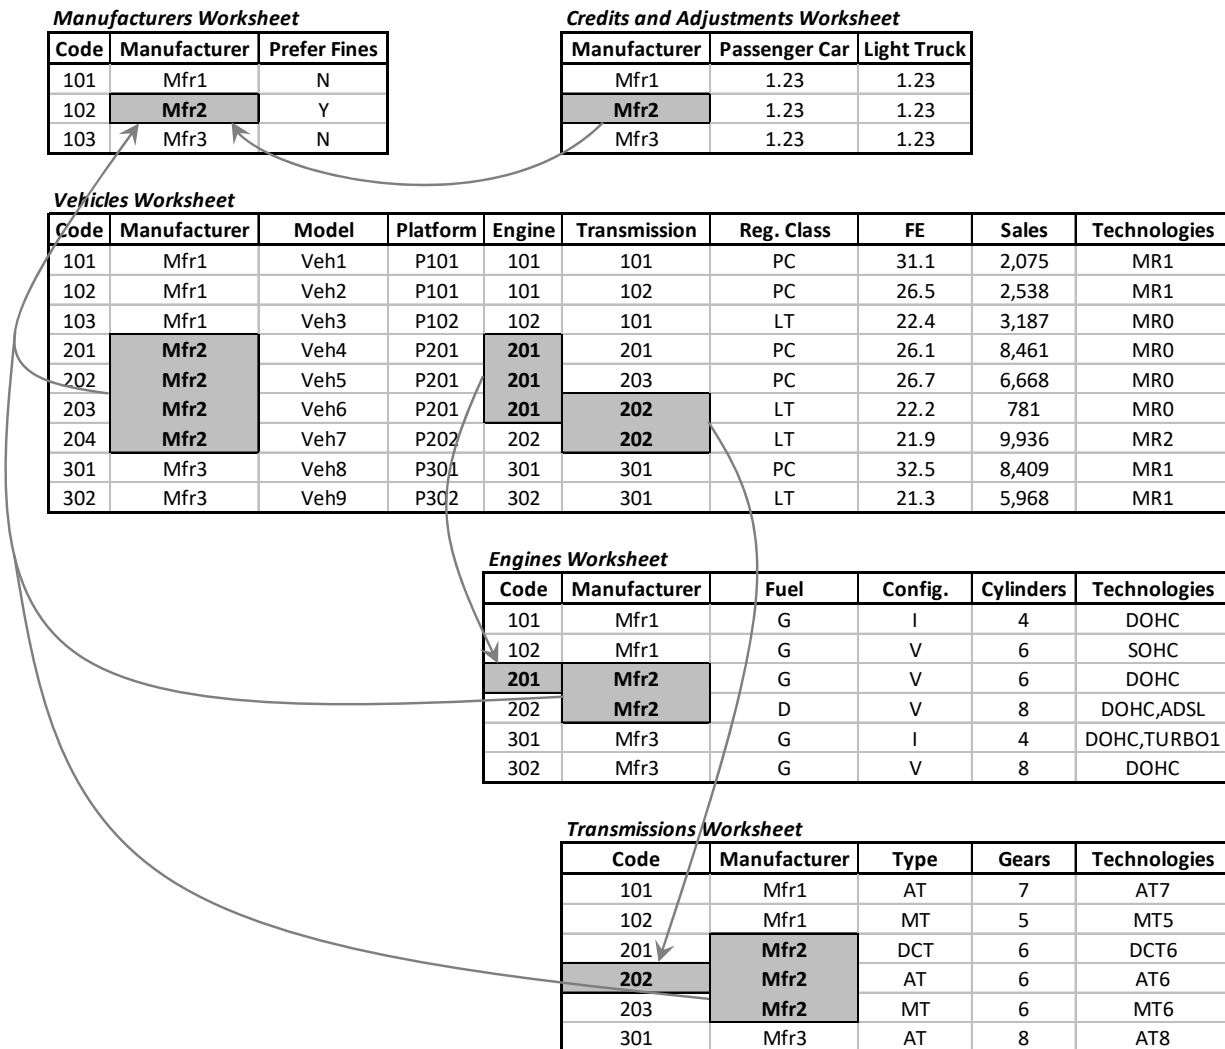 Manufacturers Worksheet Credits and Adjustments Worksheet
Code Manufacturer Prefer Fines Manufacturer Passenger Car Light Truck
101 Mfr1 N Mfr1 1.23 1.23
102 Mfr2 Y Mfr2 1.23 1.23
103 Mfr3 N Mfr3 1.23 1.23
Vehicles Worksheet
Code Manufacturer Model Platform Engine Transmission Reg. Class FE Sales Technologies
101 Mfr1 Veh1 P101 101 101 PC 31.1 2,075 MR1
102 Mfr1 Veh2 P101 101 102 PC 26.5 2,538 MR1
103 Mfr1 Veh3 P102 102 101 LT 22.4 3,187 MR0
201 Mfr2 Veh4 P201 201 201 PC 26.1 8,461 MR0
202 Mfr2 Veh5 P201 201 203 PC 26.7 6,668 MR0
203 Mfr2 Veh6 P201 201 202 LT 22.2 781 MR0
204 Mfr2 Veh7 P202 202 202 LT 21.9 9,936 MR2
301 Mfr3 Veh8 P301 301 301 PC 32.5 8,409 MR1
302 Mfr3 Veh9 P302 302 301 LT 21.3 5,968 MR1
Engines Worksheet
Code Manufacturer Fuel Config. Cylinders Technologies
101 Mfr1 G I 4 DOHC
102 Mfr1 G V 6 SOHC
201 Mfr2 G V 6 DOHC
202 Mfr2 D V 8 DOHC,ADSL
301 Mfr3 G I 4 DOHC,TURBO1
302 Mfr3 G V 8 DOHC
Transmissions Worksheet
Code Manufacturer Type Gears Technologies
101 Mfr1 AT 7 AT7
102 Mfr1 MT 5 MT5
201 Mfr2 DCT 6 DCT6
202 Mfr2 AT 6 AT6
203 Mfr2 MT 6 MT6
301 Mfr3 AT 8 AT8